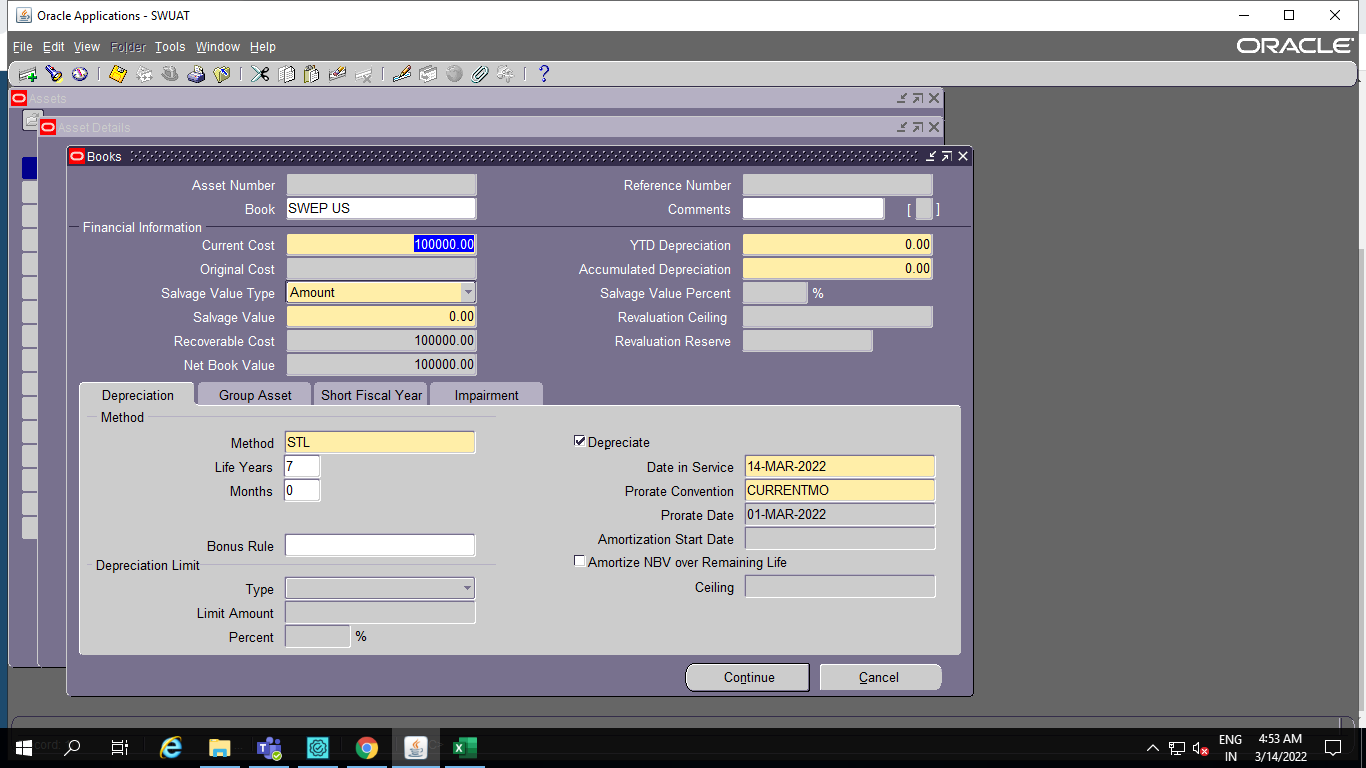 Oracle Applications - SWUAT
File Edit View Folder Tools Window Help
ORACLE
Assets
Asset Details
Books
Asset Number
Reference Number
Book SWEP US
Comments [ ]
Financial Information
Current Cost 100000.00
YTD Depreciation 0.00
Original Cost
Accumulated Depreciation 0.00
Salvage Value Type Amount
Salvage Value Percent %
Salvage Value 0.00
Revaluation Ceiling
Recoverable Cost 100000.00
Revaluation Reserve
Net Book Value 100000.00
Depreciation Group Asset Short Fiscal Year Impairment
Method
Method STL
Depreciate
Life Years 7
Date in Service 14-MAR-2022
Months 0
Prorate Convention CURRENTMO
Prorate Date 01-MAR-2022
Amortization Start Date
Bonus Rule
Depreciation Limit
Amortize NBV over Remaining Life
Type
Ceiling
Limit Amount
Percent %
Continue Cancel
ENG
IN
4:53 AM
3/14/2022